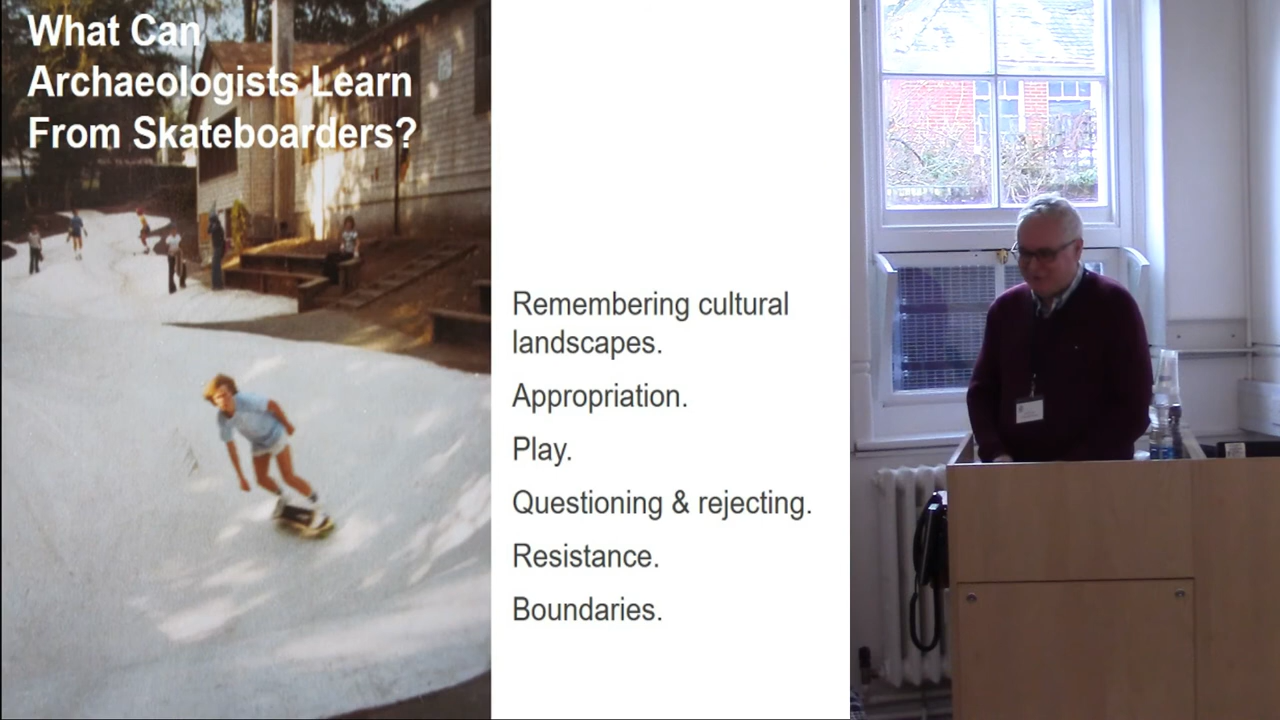 What Can
Archaeologists Learn
From Skateboarders?
Remembering cultural
landscapes.
Appropriation.
Play.
Questioning & rejecting.
Resistance.
Boundaries.